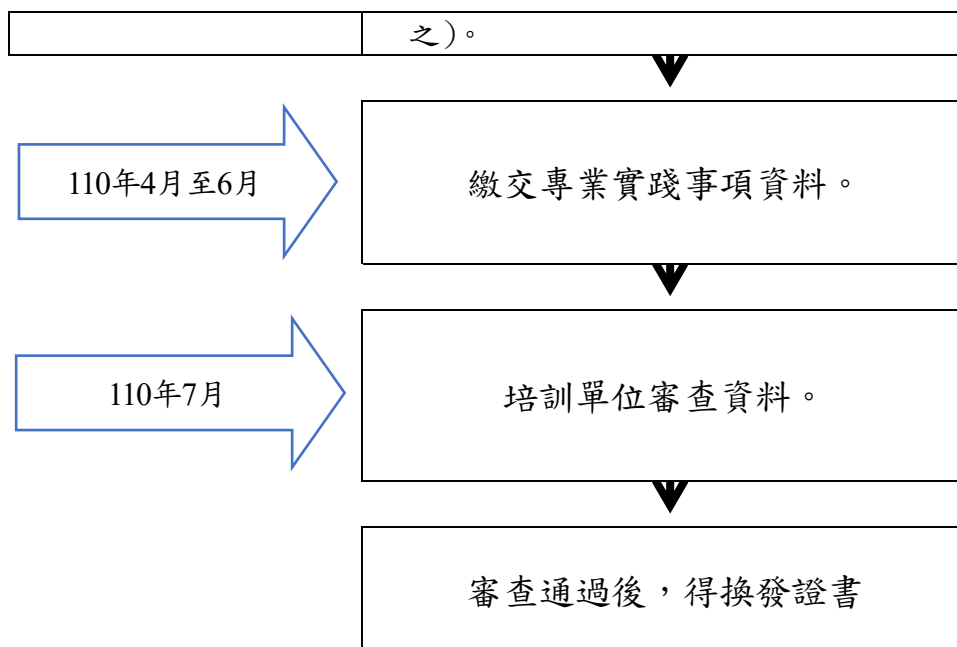 之)。
110年4月至6月
繳交專業實踐事項資料。
110年7月
培訓單位審查資料。
審查通過後，得換發證書